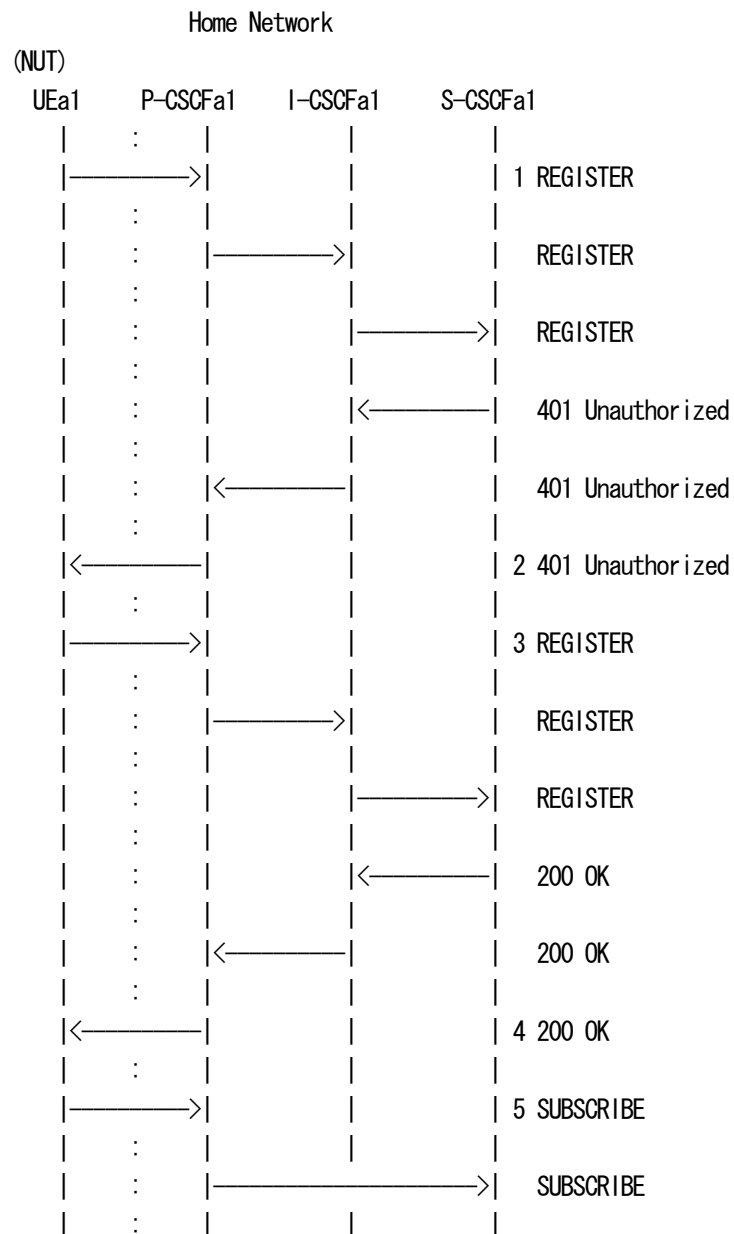 Home Network
(NUT)
UEa1 P-CSCFa1 I-CSCFa1 S-CSCFa1
1 REGISTER
REGISTER
REGISTER
401 Unauthorized
401 Unauthorized
2 401 Unauthorized
3 REGISTER
REGISTER
REGISTER
200 OK
200 OK
4 200 OK
5 SUBSCRIBE
SUBSCRIBE